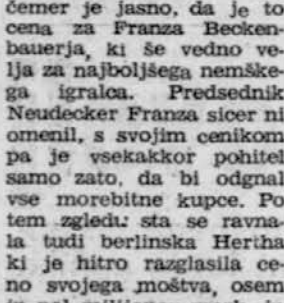 čemer je jasno, da je to
cena za Franza Becken-
bauerja, ki še vedno ve-
lja za najboljšega nemške-
ga igralca. Predsednik
Neudecker Franza sicer ni
omenil, s svojim cenikom
pa je vsekakkor pohitel
samo zato, da bi odgnal
vse morebitne kupce. Po
tem zgledu: sta se ravna-
la tudi berlinska Hertha
ki je hitro razglasila ce-
no svojega moštva, osem